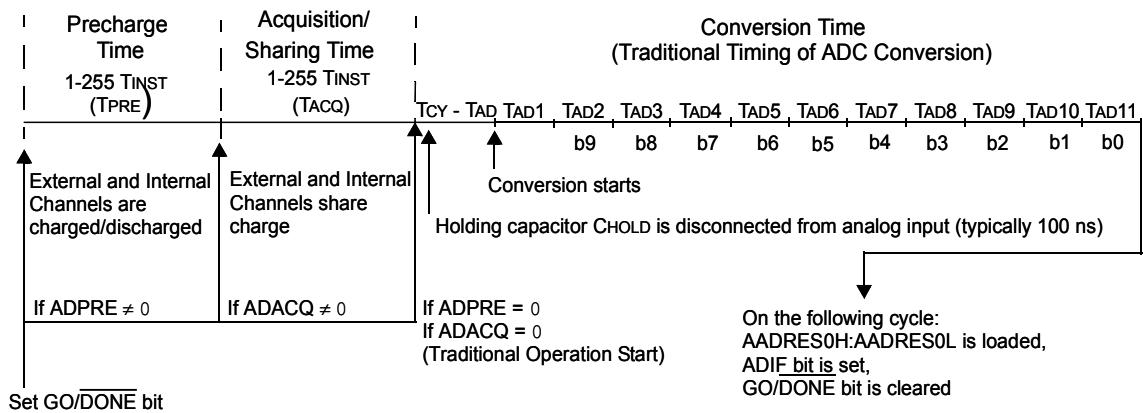 Precharge
Time
1-255 TINST
(TPRE)
Acquisition/
Sharing Time
1-255 TINST
(TACQ)
Conversion Time
(Traditional Timing of ADC Conversion)
TCY - TAD TAD1 TAD2 TAD3 TAD4 TAD5 TAD6 TAD7 TAD8 TAD9 TAD10 TAD11
b9 b8 b7 b6 b5 b4 b3 b2 b1 b0
External and Internal
Channels are
charged/discharged
External and Internal
Channels share
charge
Conversion starts
Holding capacitor CHOLD is disconnected from analog input (typically 100 ns)
If ADPRE ≠ 0
If ADACQ ≠ 0
If ADPRE = 0
If ADACQ = 0
(Traditional Operation Start)
On the following cycle:
AADRES0H:AADRES0L is loaded,
ADIF bit is set,
GO/DONE bit is cleared
Set GO/DONE bit